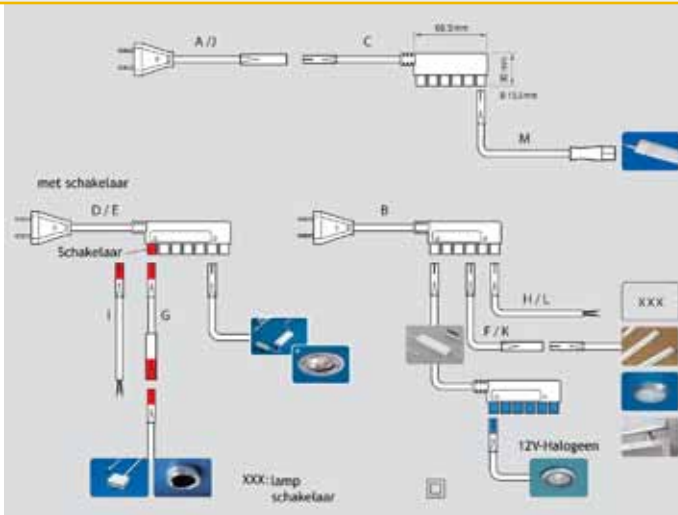 A/J
C
68.5mm
M
met schakelaar
D / E
B
Schakelaar
H / L
XXX
I
G
F / K
12V-Halogeen
XXX: lamp
schakelaar